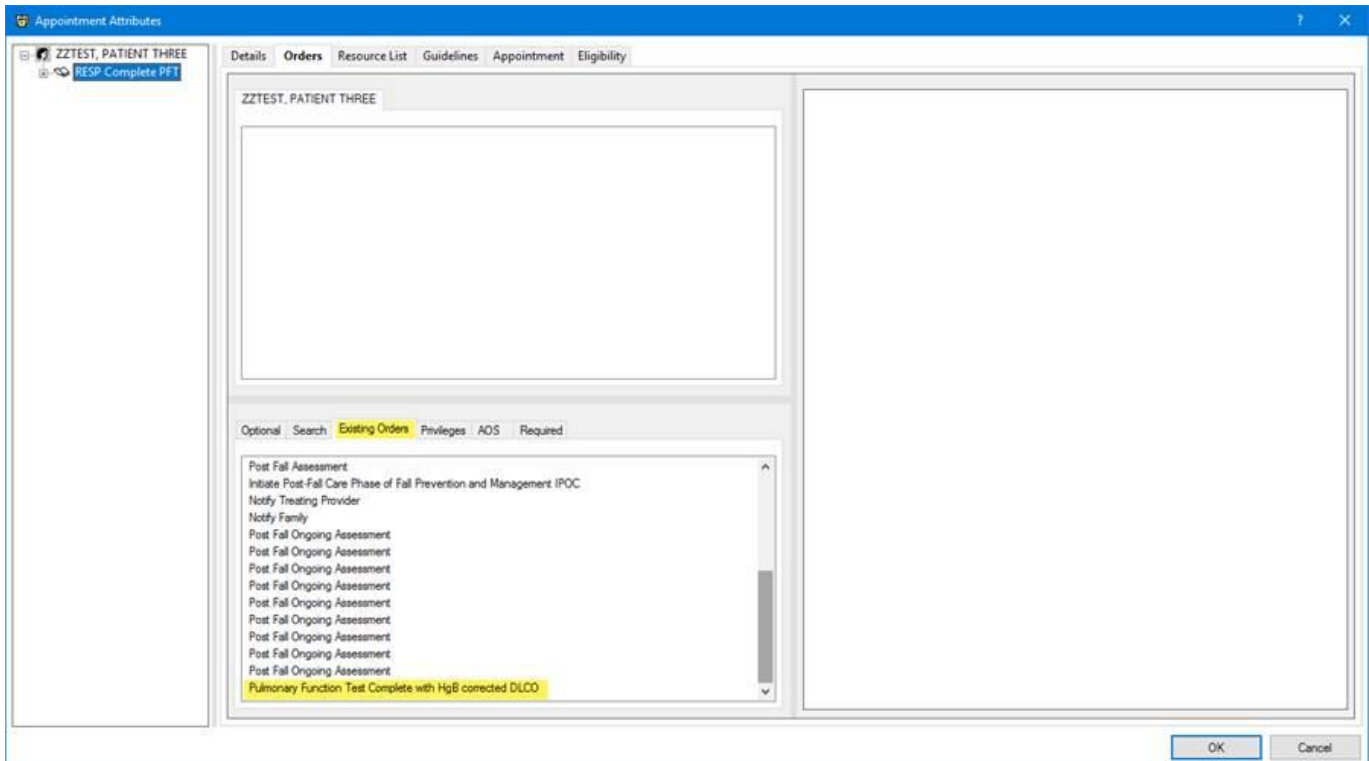 Appointment Attributes
ZZTEST, PATIENT THREE
RESP Complete PFT
Details Orders Resource List Guidelines Appointment Eligibility
ZZTEST, PATIENT THREE
Optional Search Existing Orders Privileges AOS Required
Post Fall Assessment
Initiate Post-Fall Care Phase of Fall Prevention and Management IPOC
Notify Treating Provider
Notify Family
Post Fall Ongoing Assessment
Post Fall Ongoing Assessment
Post Fall Ongoing Assessment
Post Fall Ongoing Assessment
Post Fall Ongoing Assessment
Post Fall Ongoing Assessment
Post Fall Ongoing Assessment
Post Fall Ongoing Assessment
Post Fall Ongoing Assessment
Pulmonary Function Test Complete with HgB corrected DLCO
OK Cancel